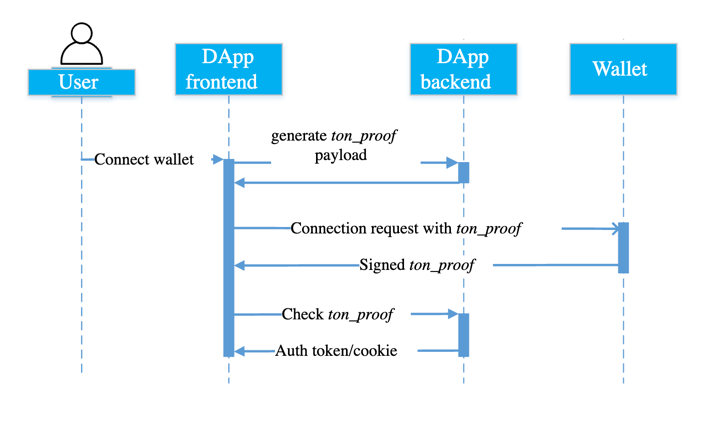 User
DApp
frontend
DApp
backend
Wallet
Connect wallet
generate ton_proof
payload
Connection request with ton_proof
Signed ton_proof
Check ton_proof
Auth token/cookie